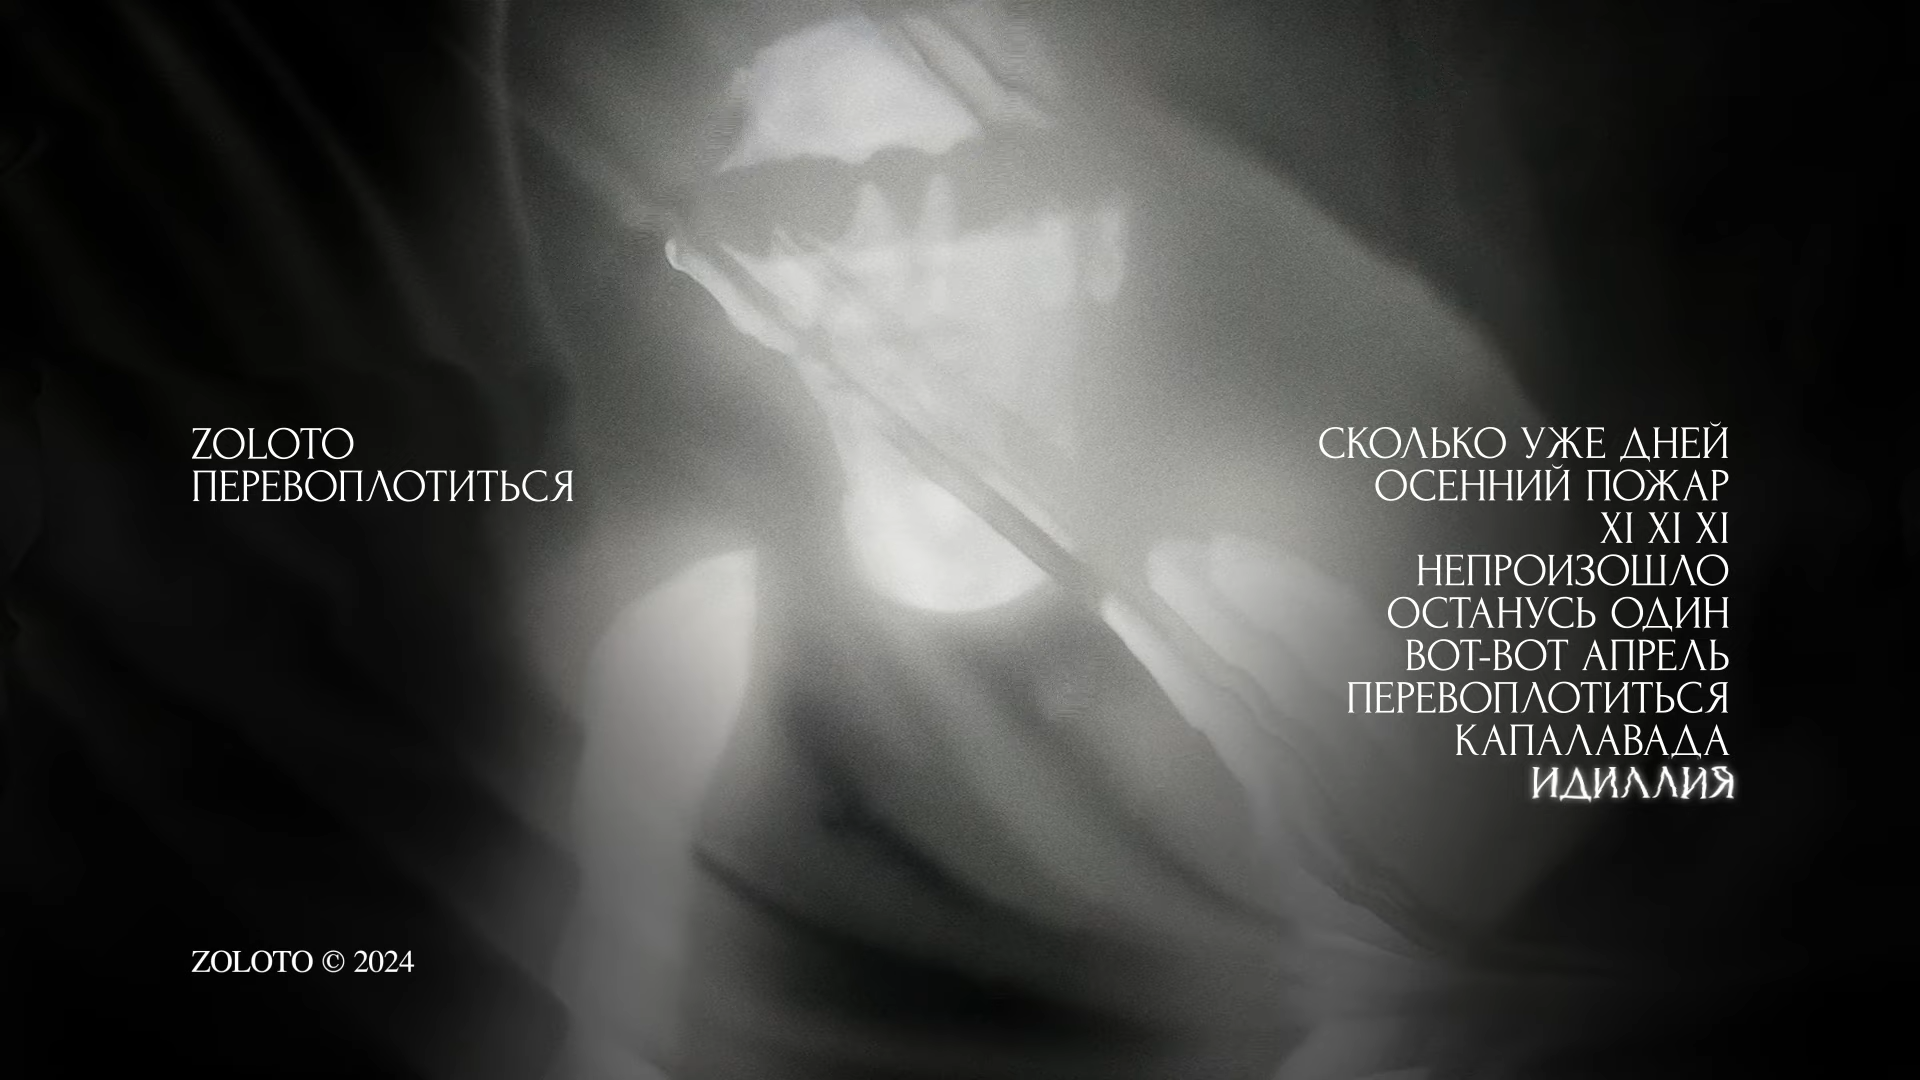 ZOLOTO
ПЕРЕВОПЛОТИТЬСЯ
СКОЛЬКО УЖЕ ДНЕЙ
ОСЕННИЙ ПОЖАР
XI XI XI
НЕПРОИЗОШЛО
ОСТАНУСЬ ОДИН
ВОТ-ВОТ АПРЕЛЬ
ПЕРЕВОПЛОТИТЬСЯ
КАПАЛАВАДА
ИДИЛЛИЯ
ZOLOTO © 2024